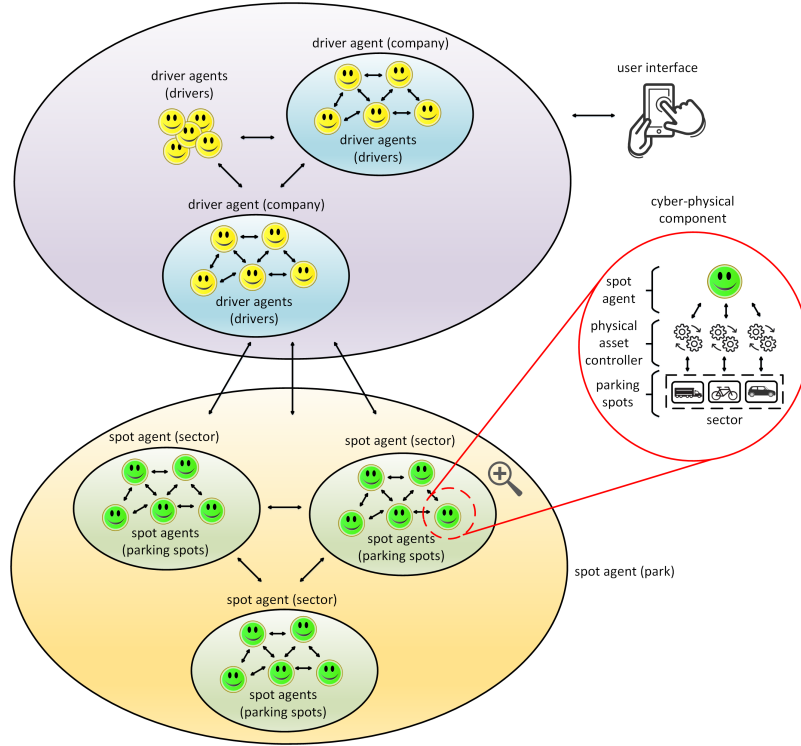 driver agent (company)
driver agents
(drivers)
driver agents
(drivers)
user interface
driver agent (company)
driver agents
(drivers)
cyber-physical
component
spot
agent
physical
asset
controller
parking
spots
sector
spot agent (sector)
spot agents
(parking spots)
spot agent (sector)
spot agents
(parking spots)
spot agent (park)
spot agent (sector)
spot agents
(parking spots)